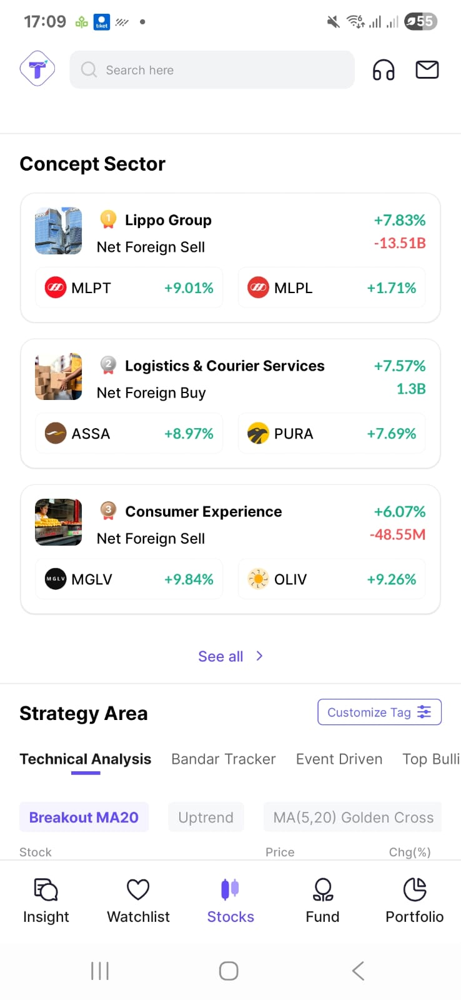 17:09
tiket
55
Search here
Concept Sector
1 Lippo Group +7.83%
Net Foreign Sell -13.51B
MLPT +9.01% MLPL +1.71%
2 Logistics & Courier Services +7.57%
Net Foreign Buy 1.3B
ASSA +8.97% PURA +7.69%
3 Consumer Experience +6.07%
Net Foreign Sell -48.55M
MGLV MGLV +9.84% OLIV +9.26%
See all
Strategy Area Customize Tag
Technical Analysis Bandar Tracker Event Driven Top Bulli
Breakout MA20 Uptrend MA(5,20) Golden Cross
Stock Price Chg(%)
Insight Watchlist Stocks Fund Portfolio